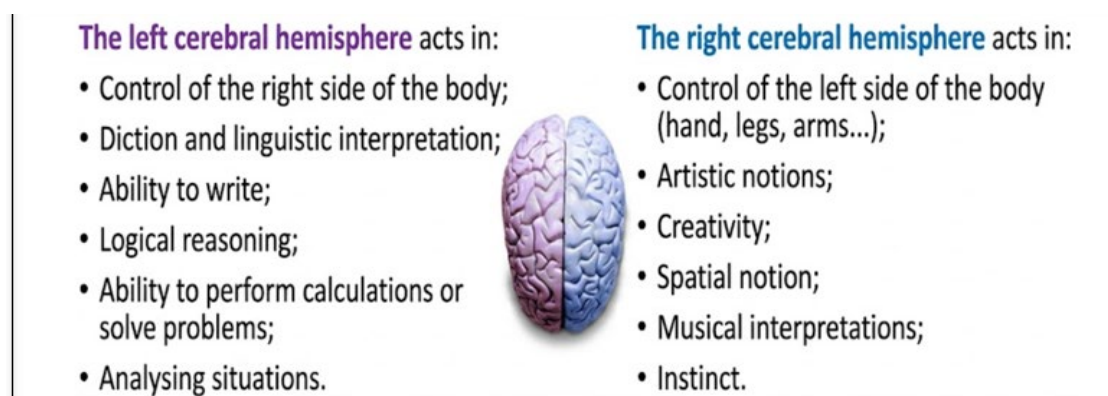 The left cerebral hemisphere acts in:
• Control of the right side of the body;
• Diction and linguistic interpretation;
• Ability to write;
• Logical reasoning;
• Ability to perform calculations or
solve problems;
• Analysing situations.
The right cerebral hemisphere acts in:
• Control of the left side of the body
(hand, legs, arms...);
• Artistic notions;
• Creativity;
• Spatial notion;
• Musical interpretations;
• Instinct.